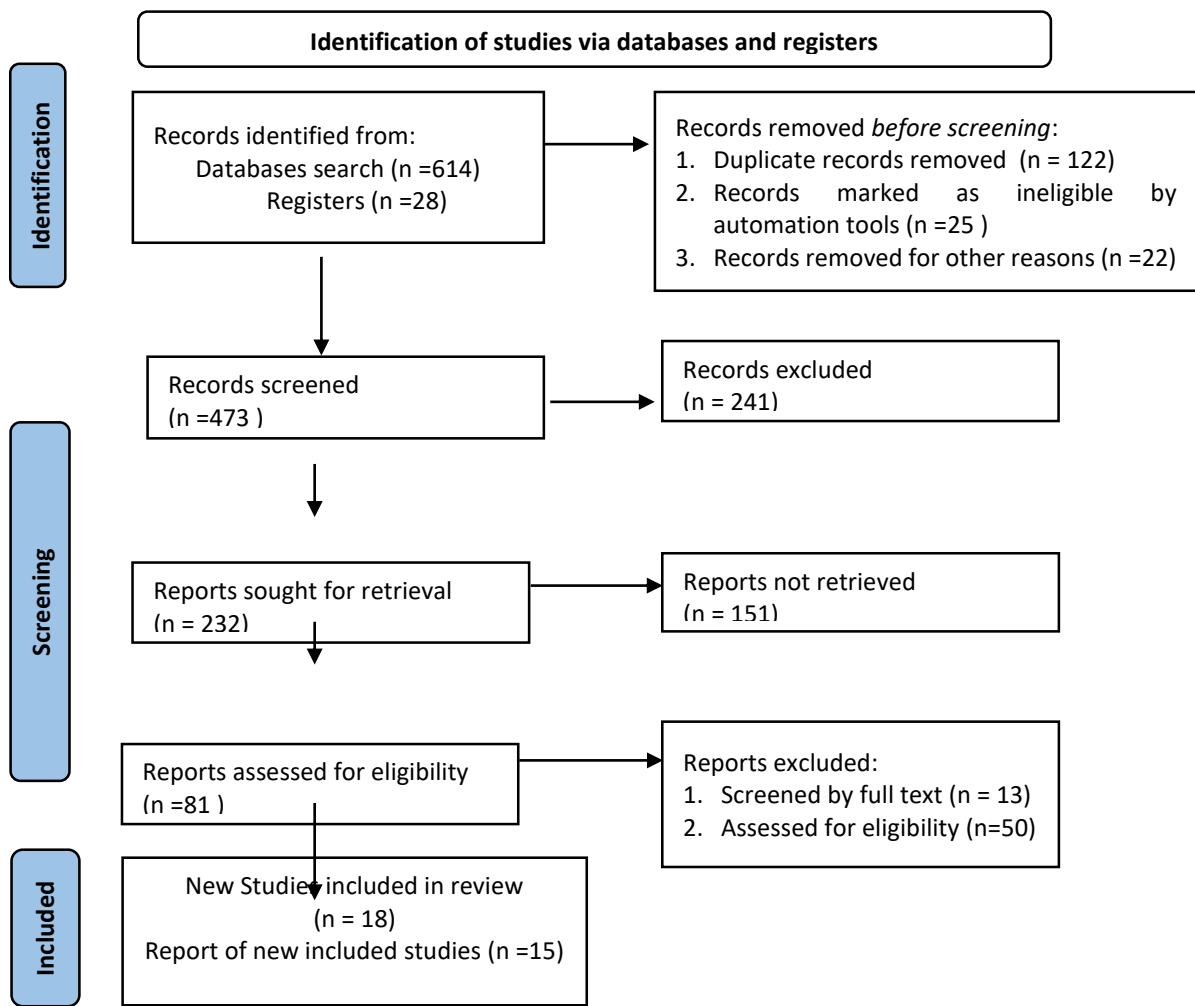 Identification of studies via databases and registers
Identification
Records identified from:
Databases search (n =614)
Registers (n =28)
Records removed before screening:
1. Duplicate records removed (n = 122)
2. Records marked as ineligible by
automation tools (n =25 )
3. Records removed for other reasons (n =22)
Screening
Records screened
(n =473 )
Records excluded
(n = 241)
Reports sought for retrieval
(n = 232)
Reports not retrieved
(n = 151)
Reports assessed for eligibility
(n =81 )
Reports excluded:
1. Screened by full text (n = 13)
2. Assessed for eligibility (n=50)
Included
New Studies included in review
(n = 18)
Report of new included studies (n =15)